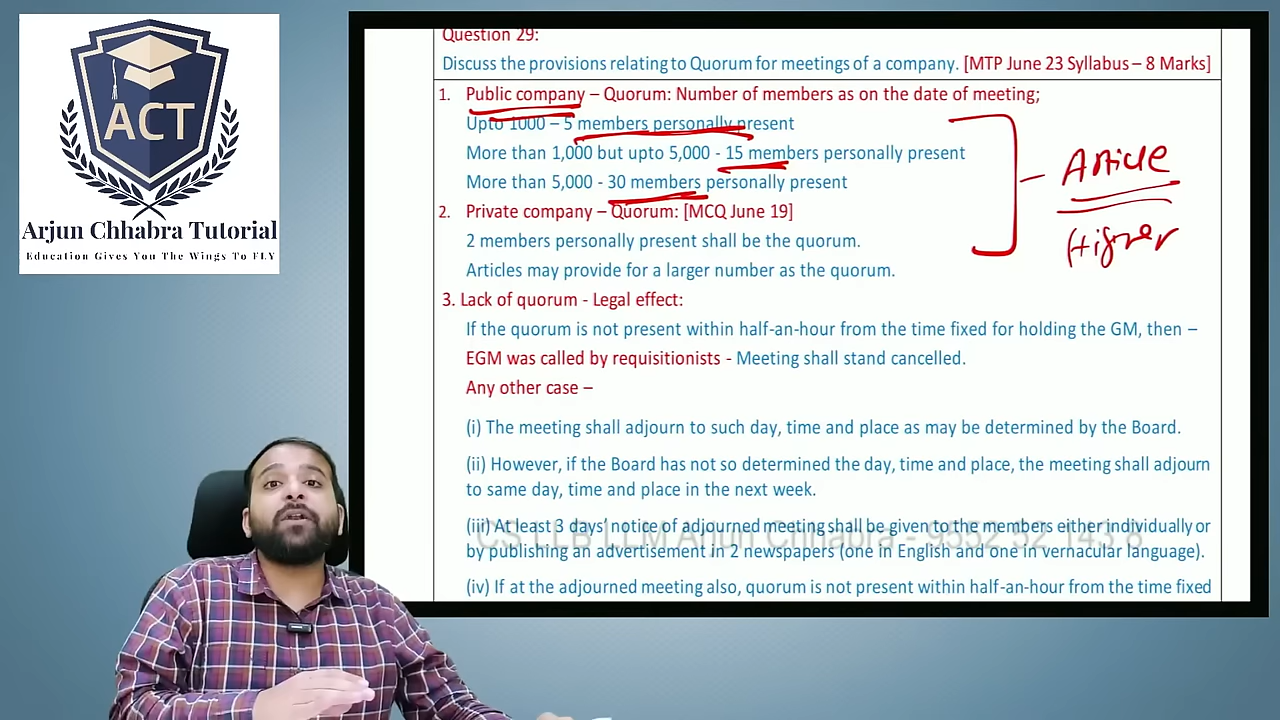 ACT
Arjun Chhabra Tutorial
Education Gives You The Wings To FLY
Question 29:
Discuss the provisions relating to Quorum for meetings of a company. [MTP June 23 Syllabus – 8 Marks]
1. Public company – Quorum: Number of members as on the date of meeting;
Upto 1000 – 5 members personally present
More than 1,000 but upto 5,000 - 15 members personally present
More than 5,000 - 30 members personally present
Article
Higher
2. Private company – Quorum: [MCQ June 19]
2 members personally present shall be the quorum.
Articles may provide for a larger number as the quorum.
3. Lack of quorum - Legal effect:
If the quorum is not present within half-an-hour from the time fixed for holding the GM, then –
EGM was called by requisitionists - Meeting shall stand cancelled.
Any other case –
(i) The meeting shall adjourn to such day, time and place as may be determined by the Board.
(ii) However, if the Board has not so determined the day, time and place, the meeting shall adjourn
to same day, time and place in the next week.
(iii) At least 3 days' notice of adjourned meeting shall be given to the members either individually or
by publishing an advertisement in 2 newspapers (one in English and one in vernacular language).
CS LLB LLM Arjun Chhabra - 9552 52 143 8
(iv) If at the adjourned meeting also, quorum is not present within half-an-hour from the time fixed